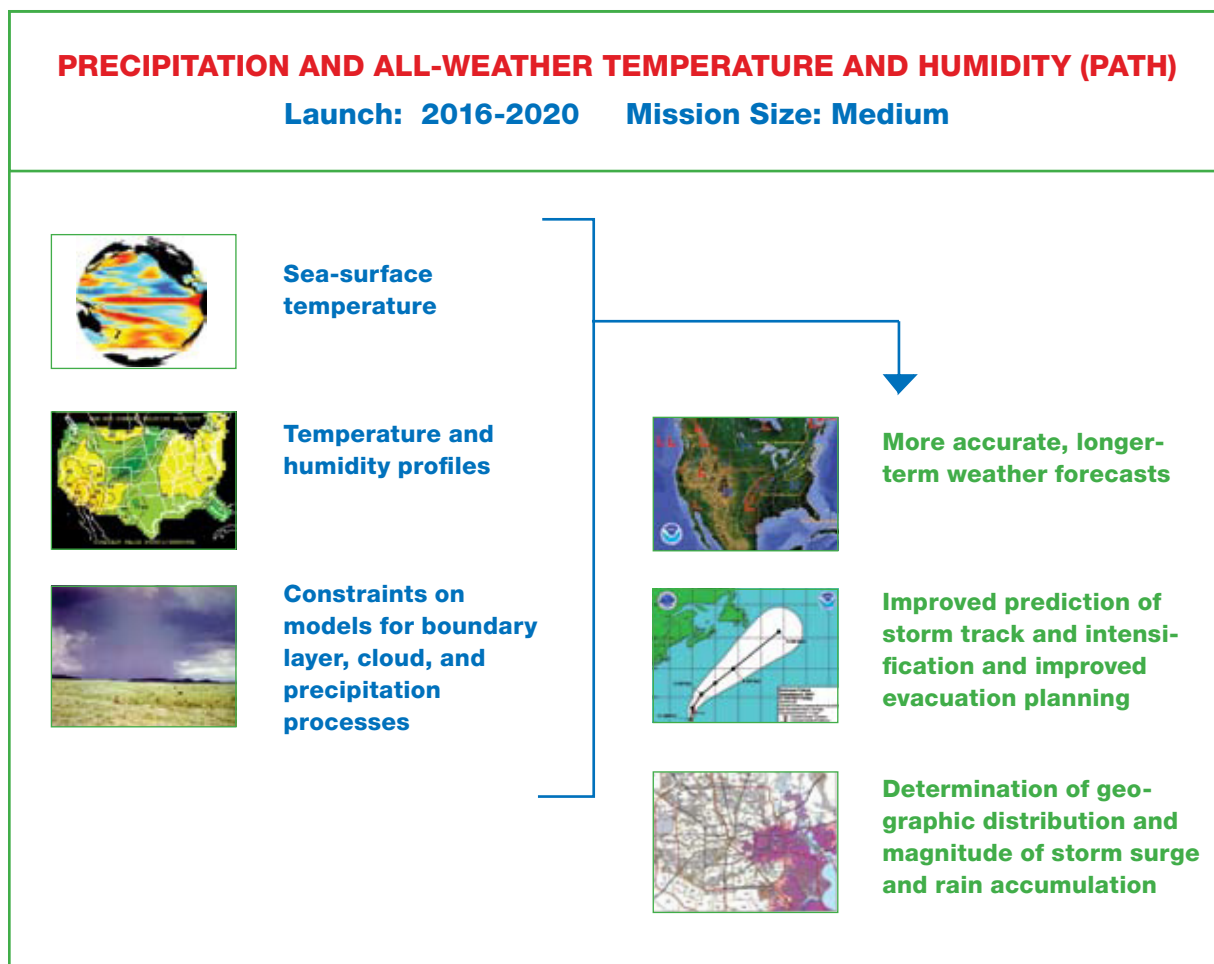 PRECIPITATION AND ALL-WEATHER TEMPERATURE AND HUMIDITY (PATH)
Launch: 2016-2020 Mission Size: Medium
Sea-surface
temperature
Temperature and
humidity profiles
Constraints on
models for boundary
layer, cloud, and
precipitation
processes
More accurate, longer-
term weather forecasts
Improved prediction of
storm track and intensi-
fication and improved
evacuation planning
Determination of geo-
graphic distribution and
magnitude of storm surge
and rain accumulation